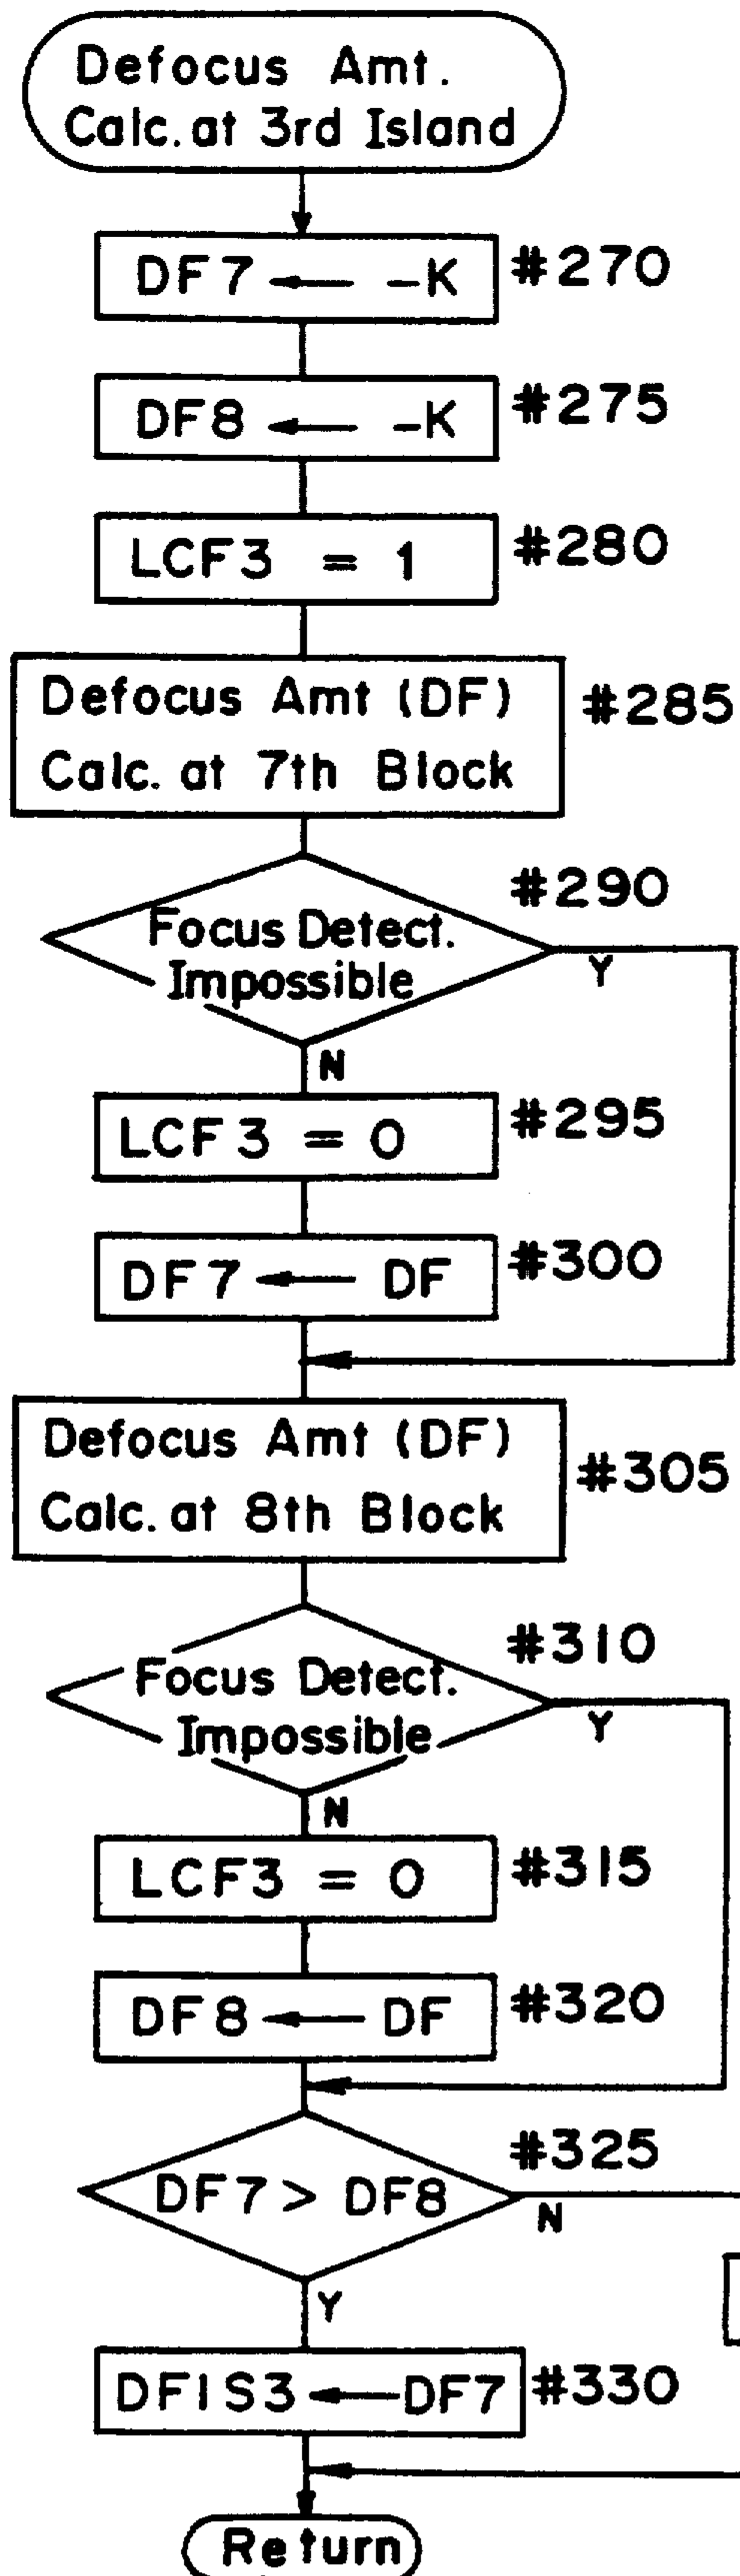 Defocus Amt.
Calc. at 3rd Island
DF7 ← -K #270
DF8 ← -K #275
LCF3 = 1 #280
Defocus Amt (DF) #285
Calc. at 7th Block
#290
Focus Detect.
Impossible
Y
N
LCF3 = 0 #295
DF7 ← DF #300
Defocus Amt (DF)
Calc. at 8th Block #305
#310
Focus Detect.
Impossible
Y
N
LCF3 = 0 #315
DF8 ← DF #320
#325
DF7 > DF8
N
Y
DFIS3 ← DF7 #330
Return